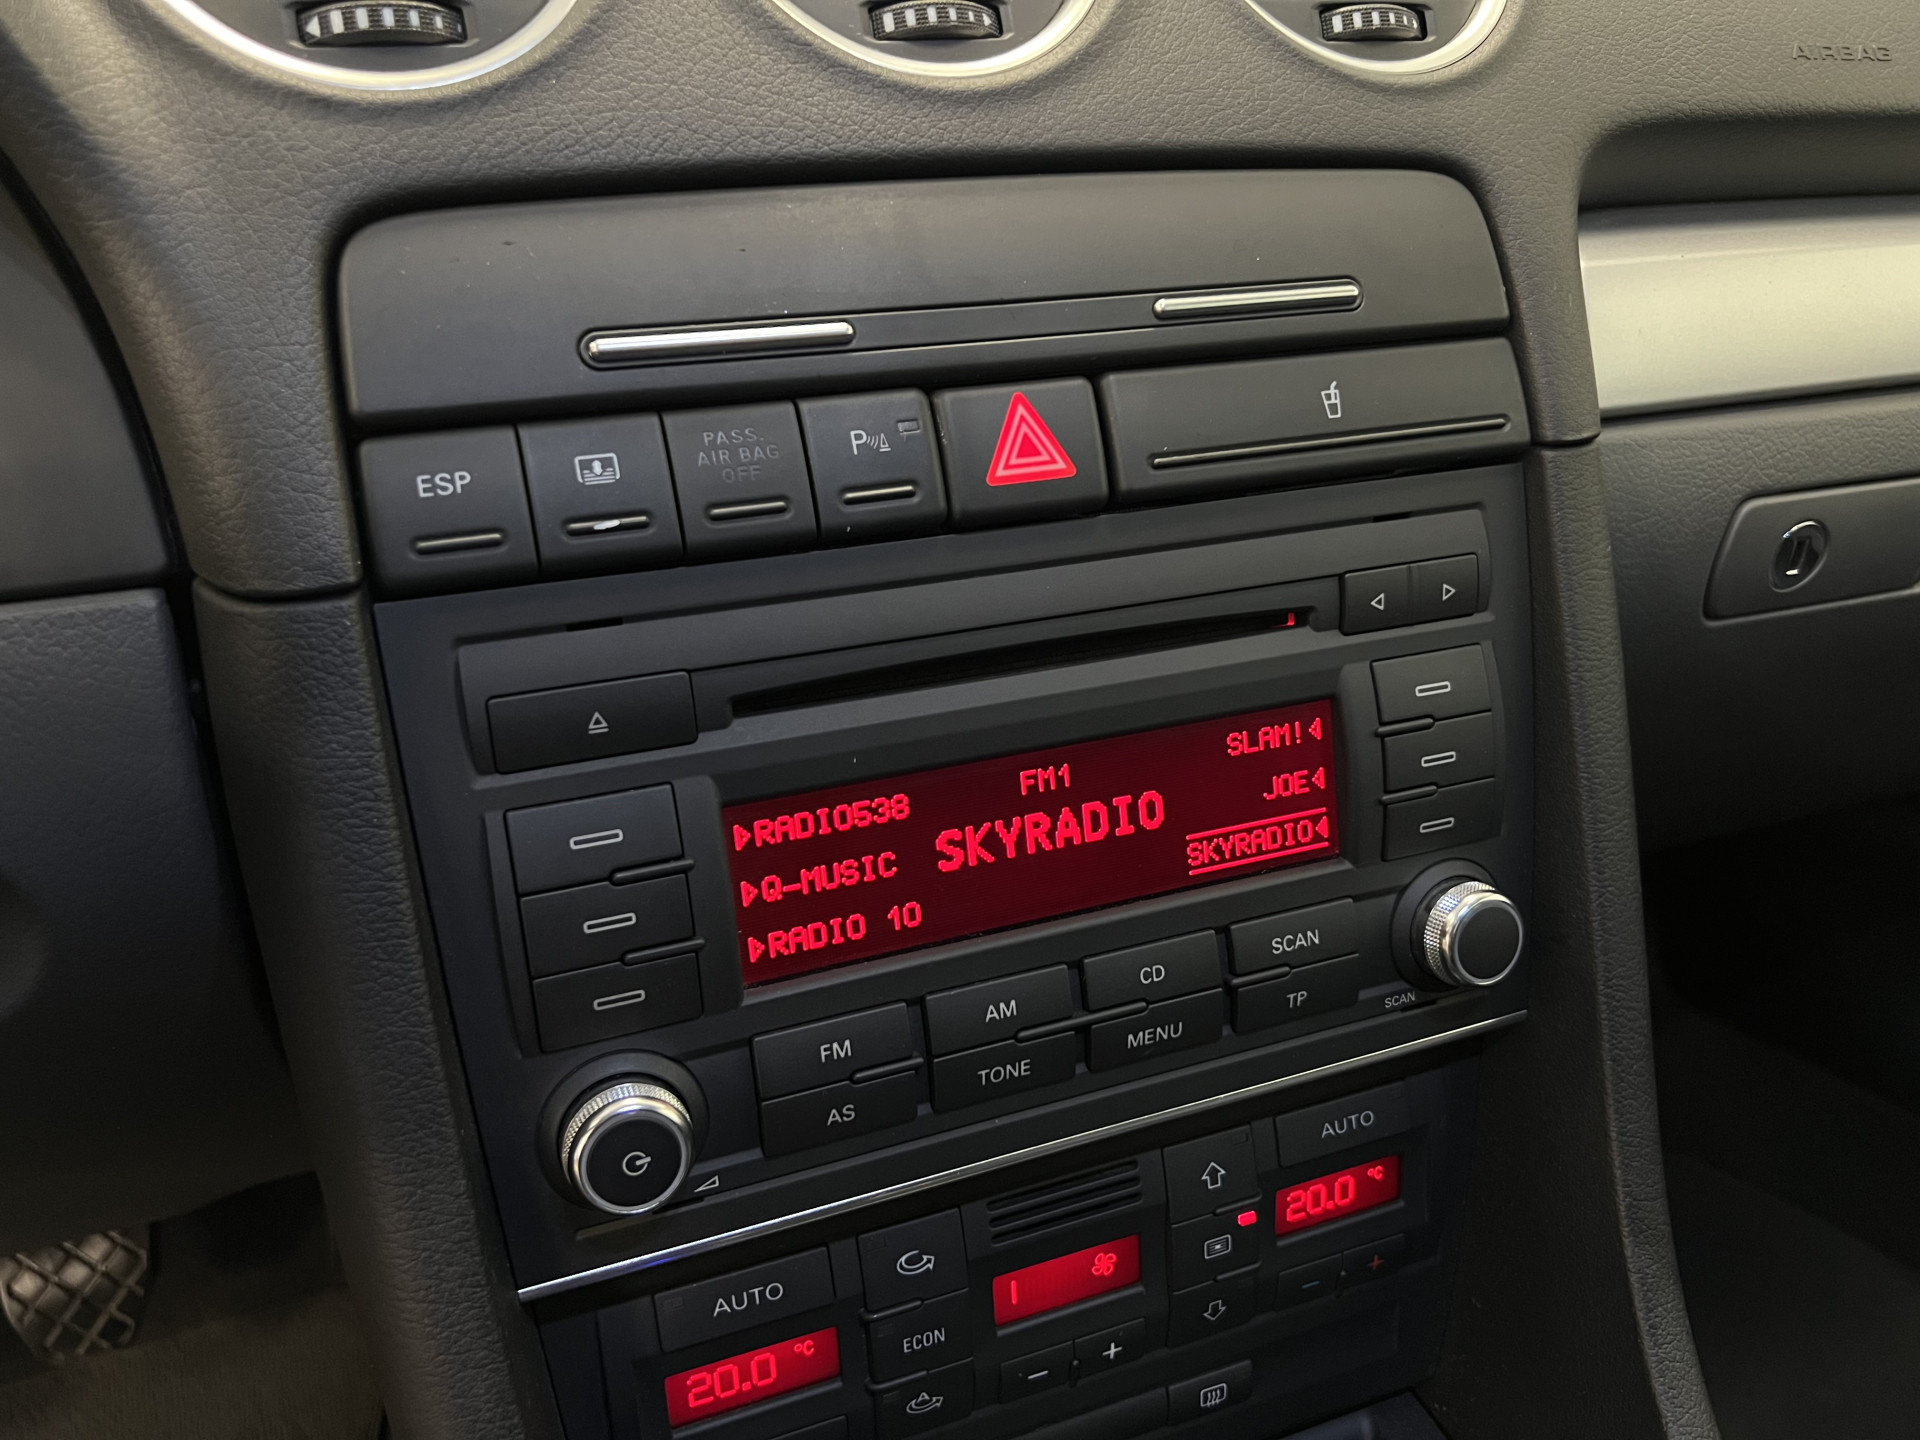 AIRBAG
ESP
PASS.
AIR BAG
OFF
P
FM1
SLAM!
RADIO538
SKYRADIO
JOE
Q-MUSIC
SKYRADIO
RADIO 10
FM
AM
CD
SCAN
AS
TONE
MENU
TP
SCAN
AUTO
20.0 °C
AUTO
ECON
20.0 °C